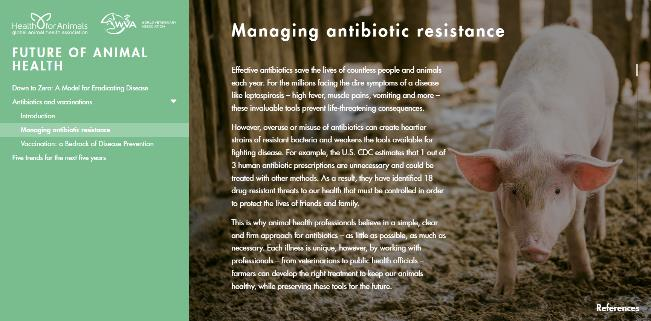 HealthforAnimals
global animal health association
WVA
WORLD VETERINARY
ASSOCIATION
FUTURE OF ANIMAL
HEALTH
Down to Zero: A Model for Eradicating Disease
Antibiotics and vaccinations
Introduction
Managing antibiotic resistance
Vaccination: a Bedrock of Disease Prevention
Five trends for the next five years
Managing antibiotic resistance
Effective antibiotics save the lives of countless people and animals
each year. For the millions facing the dire symptoms of a disease
like leptospirosis – high fever, muscle pains, vomiting and more –
these invaluable tools prevent life-threatening consequences.
However, overuse or misuse of antibiotics can create heartier
strains of resistant bacteria and weakens the tools available for
fighting disease. For example, the U.S. CDC estimates that 1 out of
3 human antibiotic prescriptions are unnecessary and could be
treated with other methods. As a result, they have identified 18
drug-resistant threats to our health that must be controlled in order
to protect the lives of friends and family.
This is why animal health professionals believe in a simple, clear
and firm approach for antibiotics – as little as possible, as much as
necessary. Each illness is unique, however, by working with
professionals – from veterinarians to public health officials –
farmers can develop the right treatment to keep our animals
healthy, while preserving these tools for the future.
References